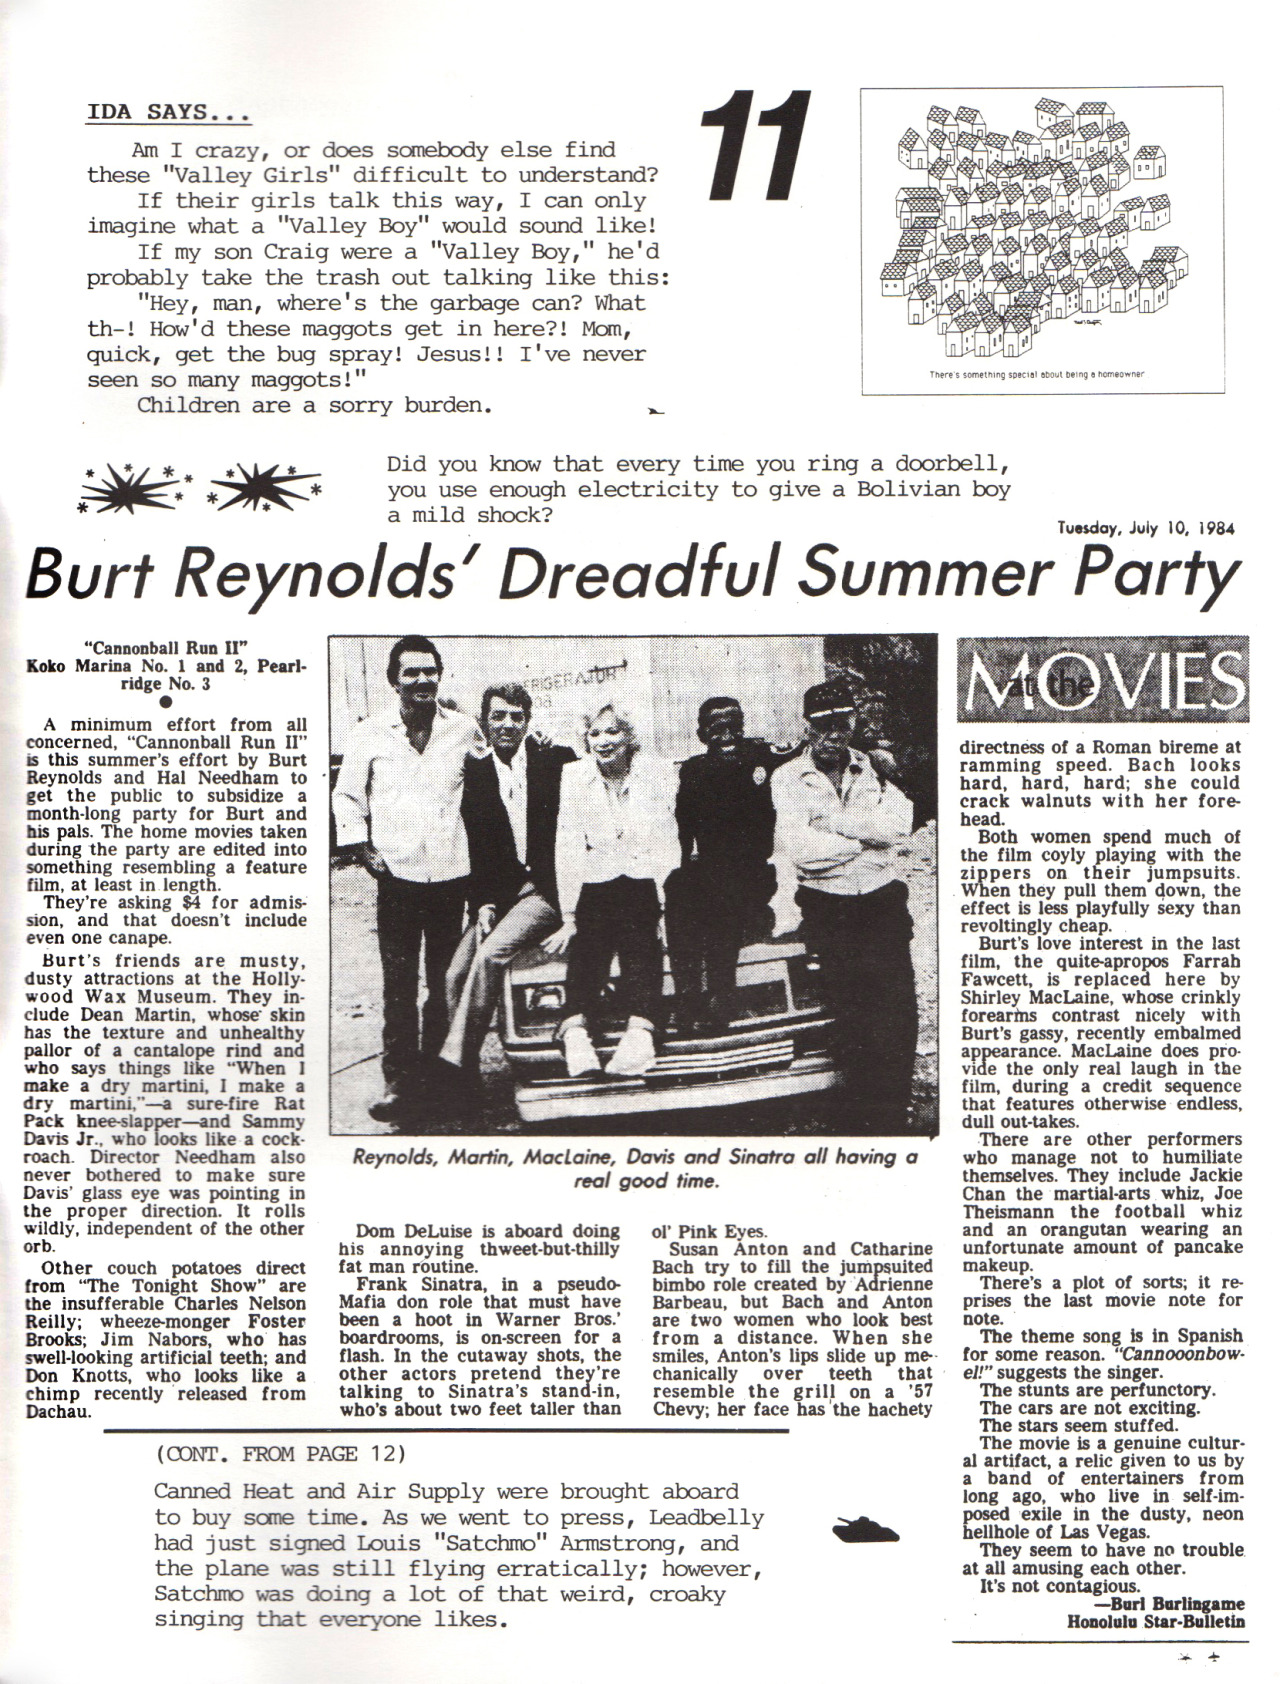 IDA SAYS...
Am I crazy, or does somebody else find
these "Valley Girls" difficult to understand?
If their girls talk this way, I can only
imagine what a "Valley Boy" would sound like!
If my son Craig were a "Valley Boy," he'd
probably take the trash out talking like this:
"Hey, man, where's the garbage can? What
th-! How'd these maggots get in here?! Mom,
quick, get the bug spray! Jesus!! I've never
seen so many maggots!"
Children are a sorry burden.
11
There's something special about being a homeowner
Did you know that every time you ring a doorbell,
you use enough electricity to give a Bolivian boy
a mild shock?
Tuesday, July 10, 1984
Burt Reynolds' Dreadful Summer Party
"Cannonball Run II"
Koko Marina No. 1 and 2, Pearl-
ridge No. 3
A minimum effort from all
concerned, "Cannonball Run II"
is this summer's effort by Burt
Reynolds and Hal Needham to
get the public to subsidize a
month-long party for Burt and
his pals. The home movies taken
during the party are edited into
something resembling a feature
film, at least in length.
They're asking $4 for admis-
sion, and that doesn't include
even one canape.
Burt's friends are musty,
dusty attractions at the Holly-
wood Wax Museum. They in-
clude Dean Martin, whose skin
has the texture and unhealthy
pallor of a cantalope rind and
who says things like "When I
make a dry martini, I make a
dry martini,"—a sure-fire Rat
Pack knee-slapper—and Sammy
Davis Jr., who looks like a cock-
roach. Director Needham also
never bothered to make sure
Davis' glass eye was pointing in
the proper direction. It rolls
wildly, independent of the other
orb.
Other couch potatoes direct
from "The Tonight Show" are
the insufferable Charles Nelson
Reilly; wheeze-monger Foster
Brooks; Jim Nabors, who has
swell-looking artificial teeth; and
Don Knotts, who looks like a
chimp recently released from
Dachau.
Reynolds, Martin, MacLaine, Davis and Sinatra all having a
real good time.
Dom DeLuise is aboard doing
his annoying thweet-but-thilly
fat man routine.
Frank Sinatra, in a pseudo-
Mafia don role that must have
been a hoot in Warner Bros.'
boardrooms, is on-screen for a
flash. In the cutaway shots, the
other actors pretend they're
talking to Sinatra's stand-in,
who's about two feet taller than
ol' Pink Eyes.
Susan Anton and Catharine
Bach try to fill the jumpsuited
bimbo role created by Adrienne
Barbeau, but Bach and Anton
are two women who look best
from a distance. When she
smiles, Anton's lips slide up me-
chanically over teeth that
resemble the grill on a '57
Chevy; her face has the hachety
at the
MOVIES
directness of a Roman bireme at
ramming speed. Bach looks
hard, hard, hard; she could
crack walnuts with her fore-
head.
Both women spend much of
the film coyly playing with the
zippers on their jumpsuits.
When they pull them down, the
effect is less playfully sexy than
revoltingly cheap.
Burt's love interest in the last
film, the quite-apropos Farrah
Fawcett, is replaced here by
Shirley MacLaine, whose crinkly
forearms contrast nicely with
Burt's gassy, recently embalmed
appearance. MacLaine does pro-
vide the only real laugh in the
film, during a credit sequence
that features otherwise endless,
dull out-takes.
There are other performers
who manage not to humiliate
themselves. They include Jackie
Chan the martial-arts whiz, Joe
Theismann the football whiz
and an orangutan wearing an
unfortunate amount of pancake
makeup.
There's a plot of sorts; it re-
prises the last movie note for
note.
The theme song is in Spanish
for some reason. "Cannooonbow-
el!" suggests the singer.
The stunts are perfunctory.
The cars are not exciting.
The stars seem stuffed.
The movie is a genuine cultur-
al artifact, a relic given to us by
a band of entertainers from
long ago, who live in self-im-
posed exile in the dusty, neon
hellhole of Las Vegas.
They seem to have no trouble
at all amusing each other.
It's not contagious.
—Burl Burlingame
Honolulu Star-Bulletin
(CONT. FROM PAGE 12)
Canned Heat and Air Supply were brought aboard
to buy some time. As we went to press, Leadbelly
had just signed Louis "Satchmo" Armstrong, and
the plane was still flying erratically; however,
Satchmo was doing a lot of that weird, croaky
singing that everyone likes.